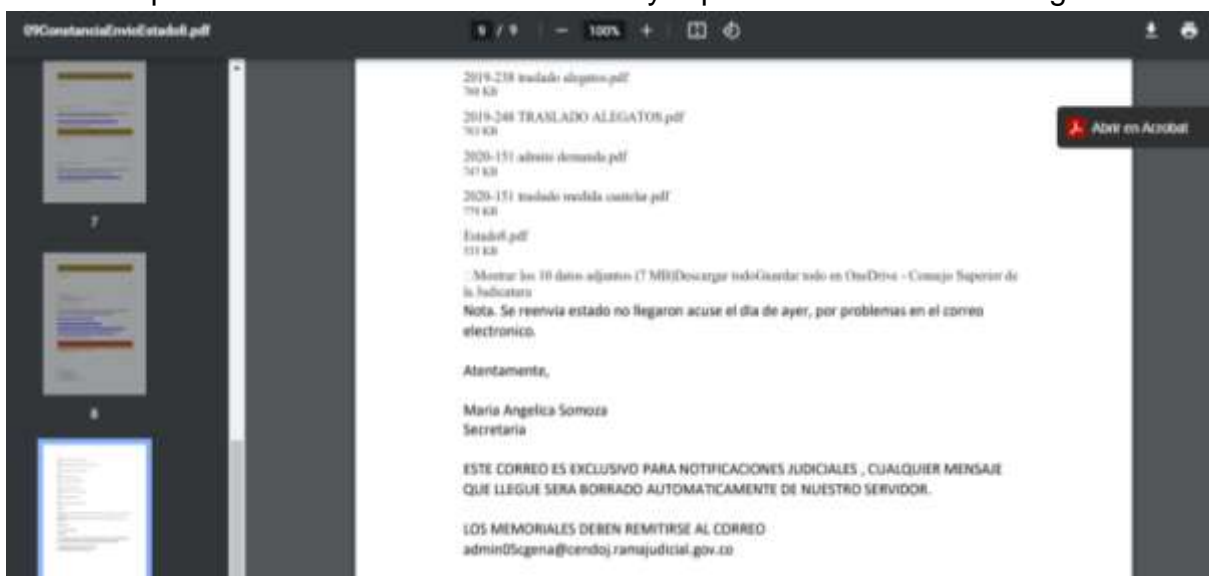 09ConstanciaEnvioEstado8.pdf
9 / 9
100%
2019-238 traslado alegatos.pdf
760 KB
2019-248 TRASLADO ALEGATOS.pdf
763 KB
2020-151 admite demanda.pdf
747 KB
2020-151 traslado medida cautelar.pdf
Estado8.pdf
Mostrar los 10 datos adjuntos (7 MB)Descargar todoGuardar todo en OneDrive - Consejo Superior de
la Judicatura
Nota. Se reenvia estado no llegaron acuse el dia de ayer, por problemas en el correo
electronico.
Atentamente,
Maria Angelica Somoza
Secretaria
ESTE CORREO ES EXCLUSIVO PARA NOTIFICACIONES JUDICIALES , CUALQUIER MENSAJE
QUE LLEGUE SERA BORRADO AUTOMATICAMENTE DE NUESTRO SERVIDOR.
LOS MEMORIALES DEBEN REMITIRSE AL CORREO
admin05cgena@cendoj.ramajudicial.gov.co
Abrir en Acrobat
7
8